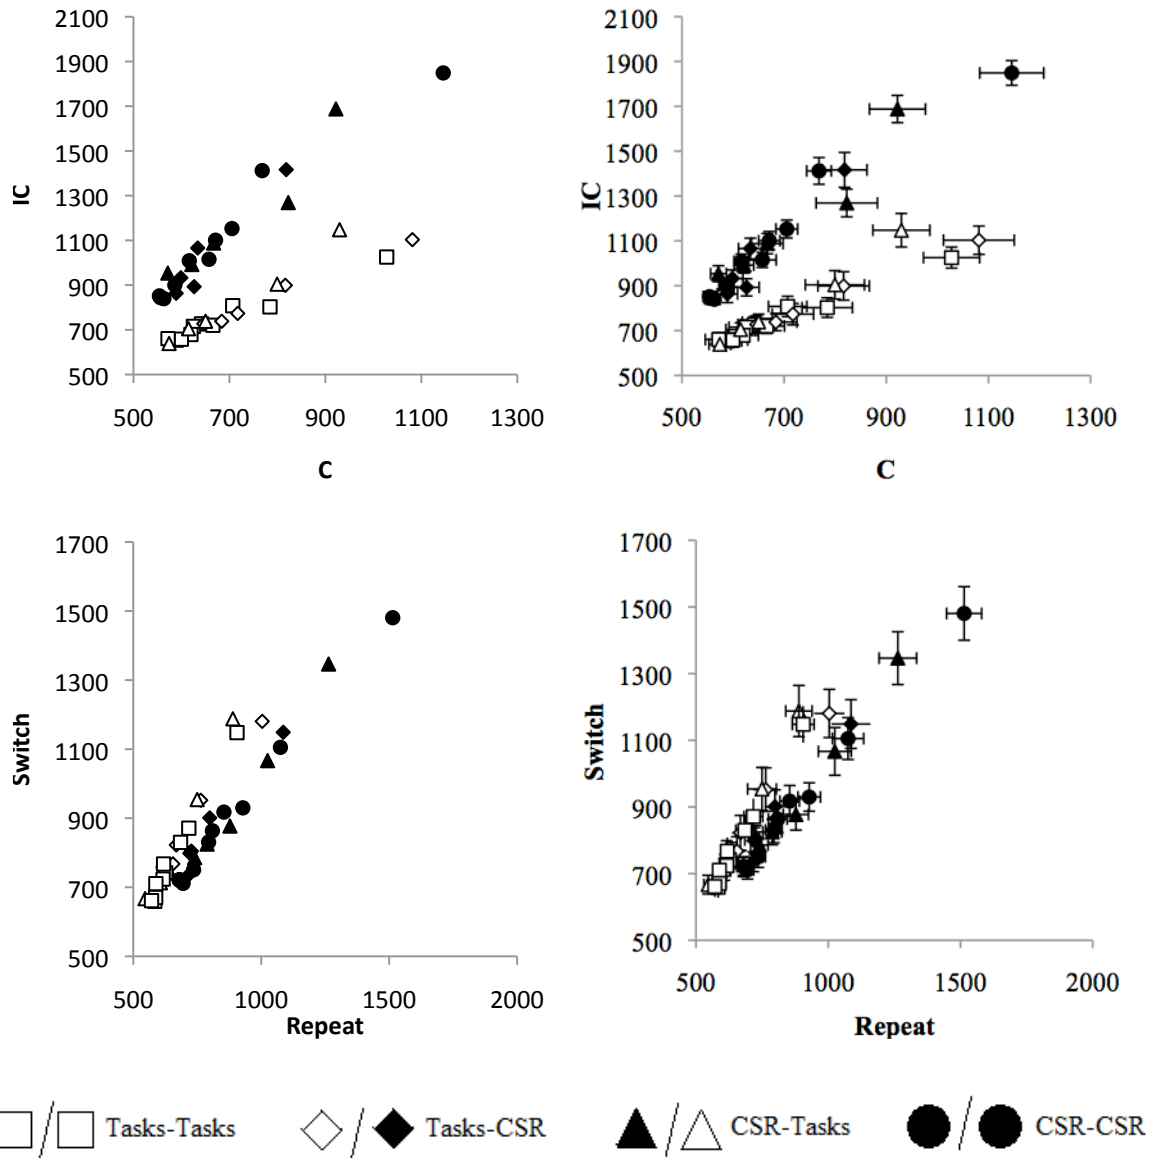 2100 2100
1900 1900
1700 1700
1500 1500
IC 1300 IC 1300
1100 1100
900 900
700 700
500 500
500 700 900 1100 1300 500 700 900 1100 1300
C C
1700 1700
1500 1500
1300 1300
Switch 1100 Switch 1100
900 900
700 700
500 500
500 1000 1500 2000 500 1000 1500 2000
Repeat Repeat
Tasks-Tasks Tasks-CSR CSR-Tasks CSR-CSR